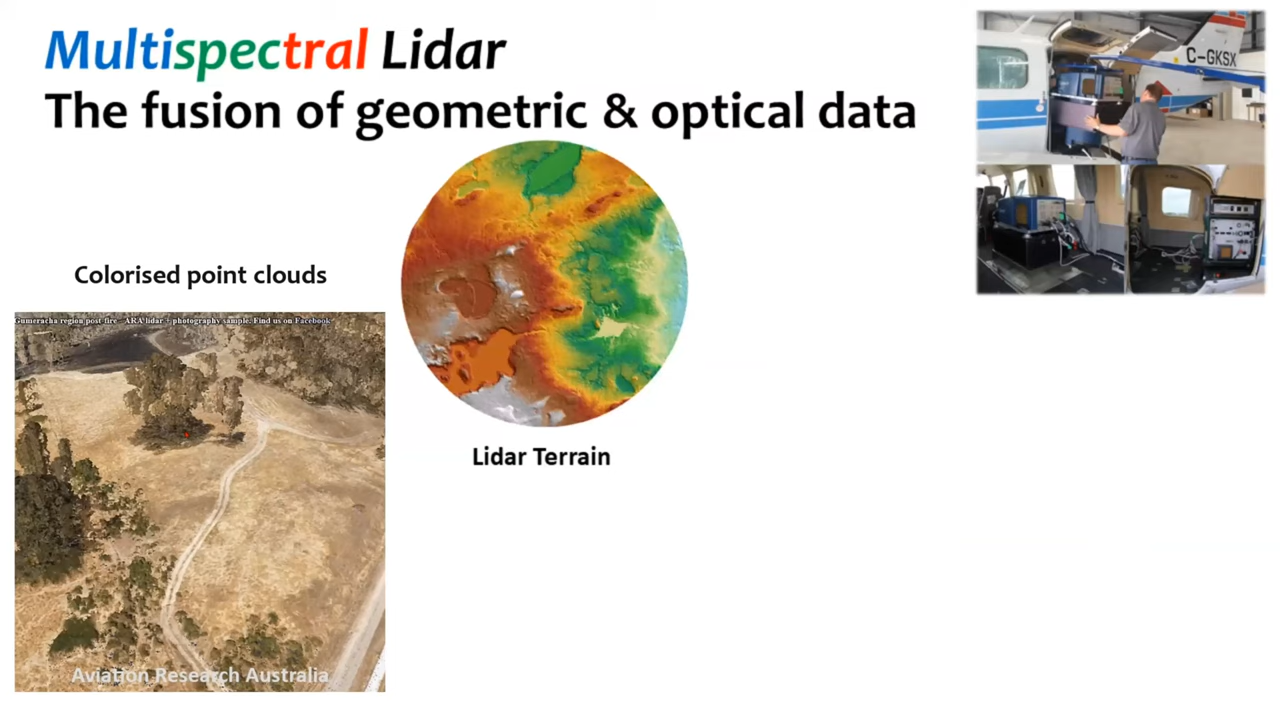 Multispectral Lidar
The fusion of geometric & optical data
C-GKSX
Colorised point clouds
Gumeracha region post-fire - ARA lidar + photography sample. Find us on Facebook
Lidar Terrain
Aviation Research Australia